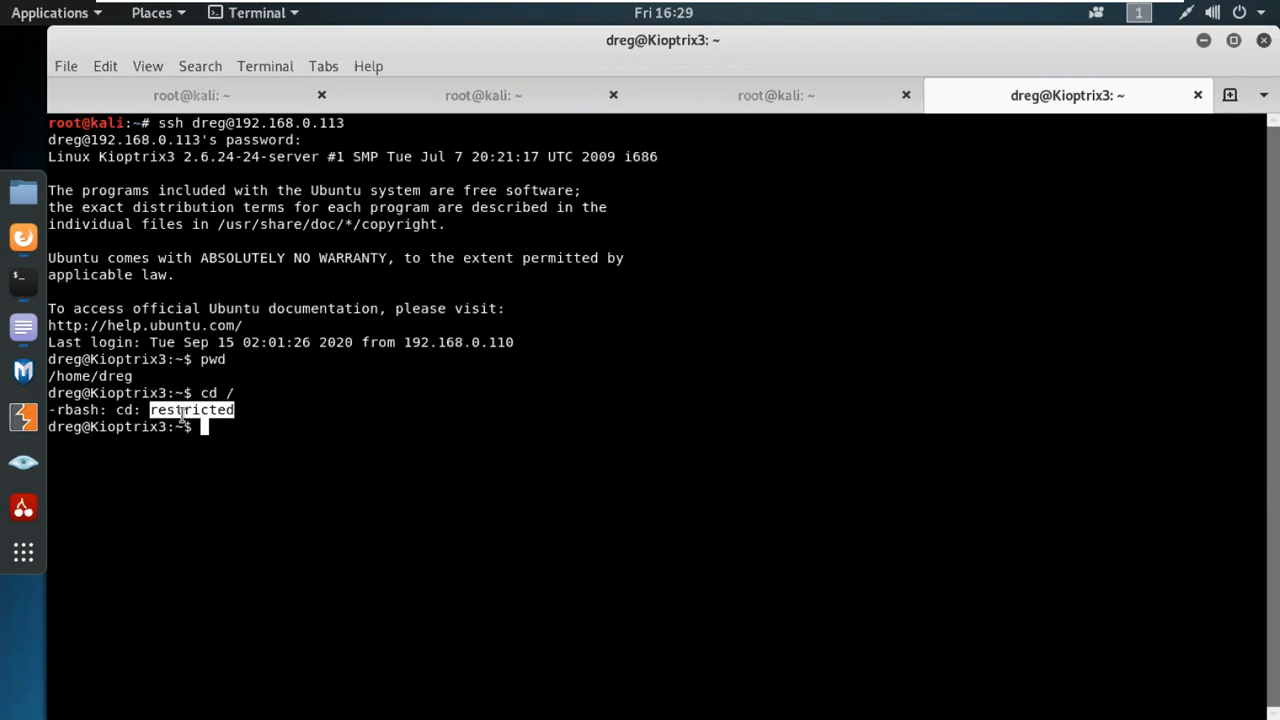 Applications Places Terminal Fri 16:29 1
dreg@Kioptrix3: ~
File Edit View Search Terminal Tabs Help
root@kali: ~ root@kali: ~ root@kali: ~ dreg@Kioptrix3: ~
root@kali:~# ssh dreg@192.168.0.113
dreg@192.168.0.113's password:
Linux Kioptrix3 2.6.24-24-server #1 SMP Tue Jul 7 20:21:17 UTC 2009 i686
The programs included with the Ubuntu system are free software;
the exact distribution terms for each program are described in the
individual files in /usr/share/doc/*/copyright.
Ubuntu comes with ABSOLUTELY NO WARRANTY, to the extent permitted by
applicable law.
To access official Ubuntu documentation, please visit:
http://help.ubuntu.com/
Last login: Tue Sep 15 02:01:26 2020 from 192.168.0.110
dreg@Kioptrix3:~$ pwd
/home/dreg
dreg@Kioptrix3:~$ cd /
-rbash: cd: restricted
dreg@Kioptrix3:~$